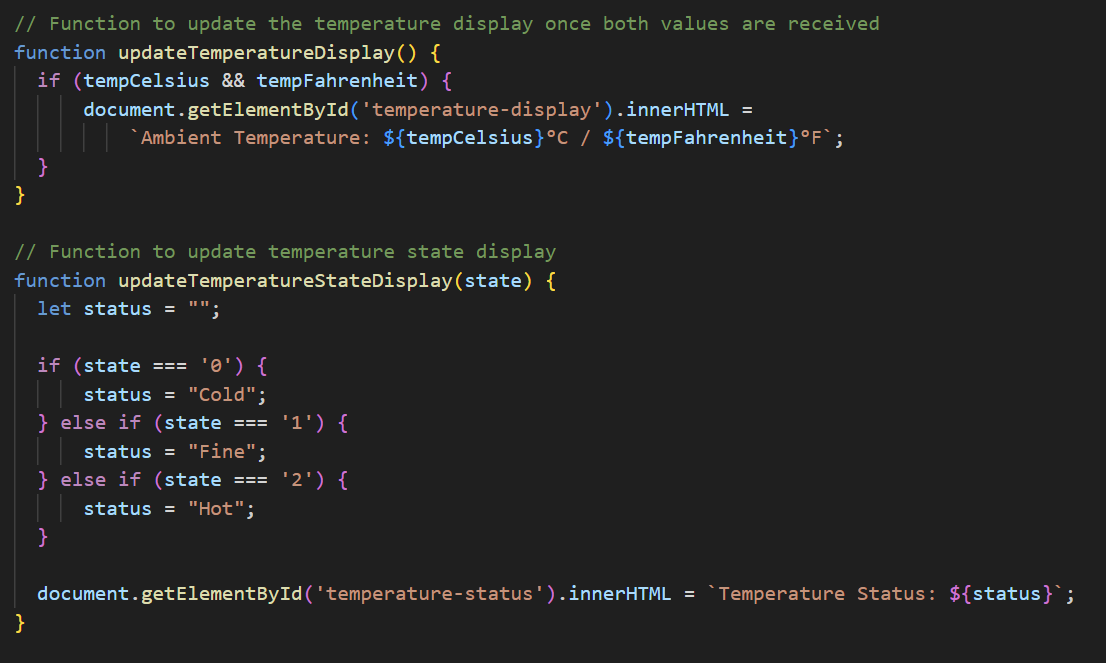 // Function to update the temperature display once both values are received
function updateTemperatureDisplay() {
  if (tempCelsius && tempFahrenheit) {
      document.getElementById('temperature-display').innerHTML =
          `Ambient Temperature: ${tempCelsius}°C / ${tempFahrenheit}°F`;
  }
}

// Function to update temperature state display
function updateTemperatureStateDisplay(state) {
  let status = "";

  if (state === '0') {
      status = "Cold";
  } else if (state === '1') {
      status = "Fine";
  } else if (state === '2') {
      status = "Hot";
  }

  document.getElementById('temperature-status').innerHTML = `Temperature Status: ${status}`;
}